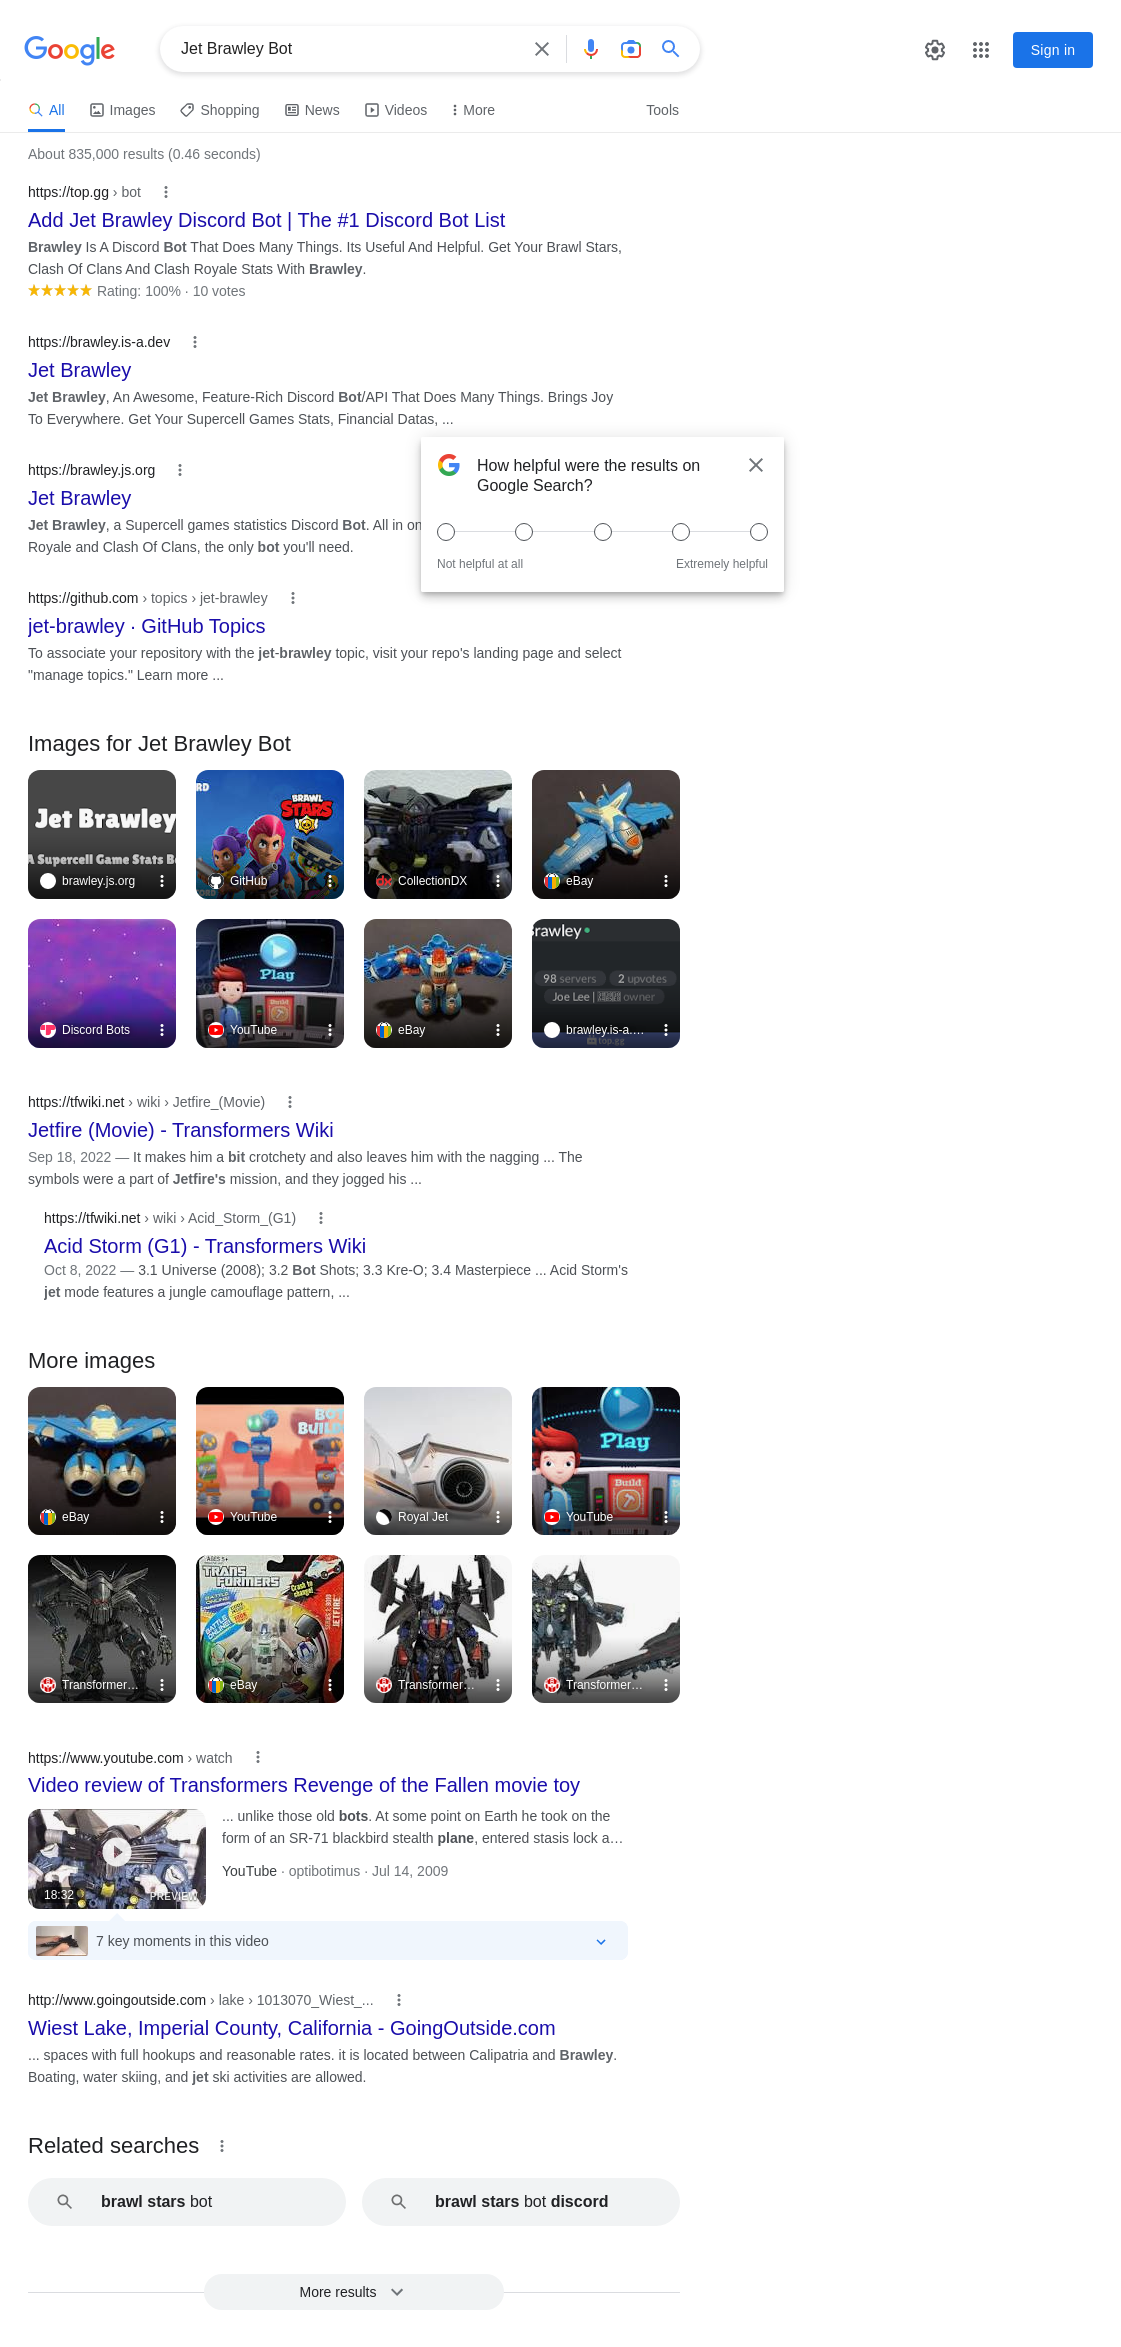 Google
Jet Brawley Bot
Sign in
All
Images
Shopping
News
Videos
More
Tools
About 835,000 results (0.46 seconds)
https://top.gg › bot
Add Jet Brawley Discord Bot | The #1 Discord Bot List
Brawley Is A Discord Bot That Does Many Things. Its Useful And Helpful. Get Your Brawl Stars,
Clash Of Clans And Clash Royale Stats With Brawley.
Rating: 100% · 10 votes
https://brawley.is-a.dev
Jet Brawley
Jet Brawley, An Awesome, Feature-Rich Discord Bot/API That Does Many Things. Brings Joy
To Everywhere. Get Your Supercell Games Stats, Financial Datas, ...
https://brawley.js.org
Jet Brawley
Jet Brawley, a Supercell games statistics Discord Bot. All in on
Royale and Clash Of Clans, the only bot you'll need.
How helpful were the results on
Google Search?
Not helpful at all
Extremely helpful
https://github.com › topics › jet-brawley
jet-brawley · GitHub Topics
To associate your repository with the jet-brawley topic, visit your repo's landing page and select
"manage topics." Learn more ...
Images for Jet Brawley Bot
Jet Brawley
A Supercell Game Stats Bo
brawley.js.org
RD
BRAWL
STARS
GitHub
CollectionDX
eBay
Discord Bots
Play
Build
YouTube
eBay
Brawley
98 servers
2 upvotes
Joe Lee |
owner
top.gg
brawley.is-a....
https://tfwiki.net › wiki › Jetfire_(Movie)
Jetfire (Movie) - Transformers Wiki
Sep 18, 2022 — It makes him a bit crotchety and also leaves him with the nagging ... The
symbols were a part of Jetfire's mission, and they jogged his ...
https://tfwiki.net › wiki › Acid_Storm_(G1)
Acid Storm (G1) - Transformers Wiki
Oct 8, 2022 — 3.1 Universe (2008); 3.2 Bot Shots; 3.3 Kre-O; 3.4 Masterpiece ... Acid Storm's
jet mode features a jungle camouflage pattern, ...
More images
eBay
BOT
BUILD
YouTube
Royal Jet
Play
Build
YouTube
Transformer...
AGES 5+
TRANSFORMERS
Crash to
change!
BATTLE
ONLINE!
JETFIRE
eBay
Transformer...
Transformer...
https://www.youtube.com › watch
Video review of Transformers Revenge of the Fallen movie toy
... unlike those old bots. At some point on Earth he took on the
form of an SR-71 blackbird stealth plane, entered stasis lock a...
YouTube · optibotimus · Jul 14, 2009
18:32
PREVIEW
7 key moments in this video
http://www.goingoutside.com › lake › 1013070_Wiest_...
Wiest Lake, Imperial County, California - GoingOutside.com
... spaces with full hookups and reasonable rates. it is located between Calipatria and Brawley.
Boating, water skiing, and jet ski activities are allowed.
Related searches
brawl stars bot
brawl stars bot discord
More results